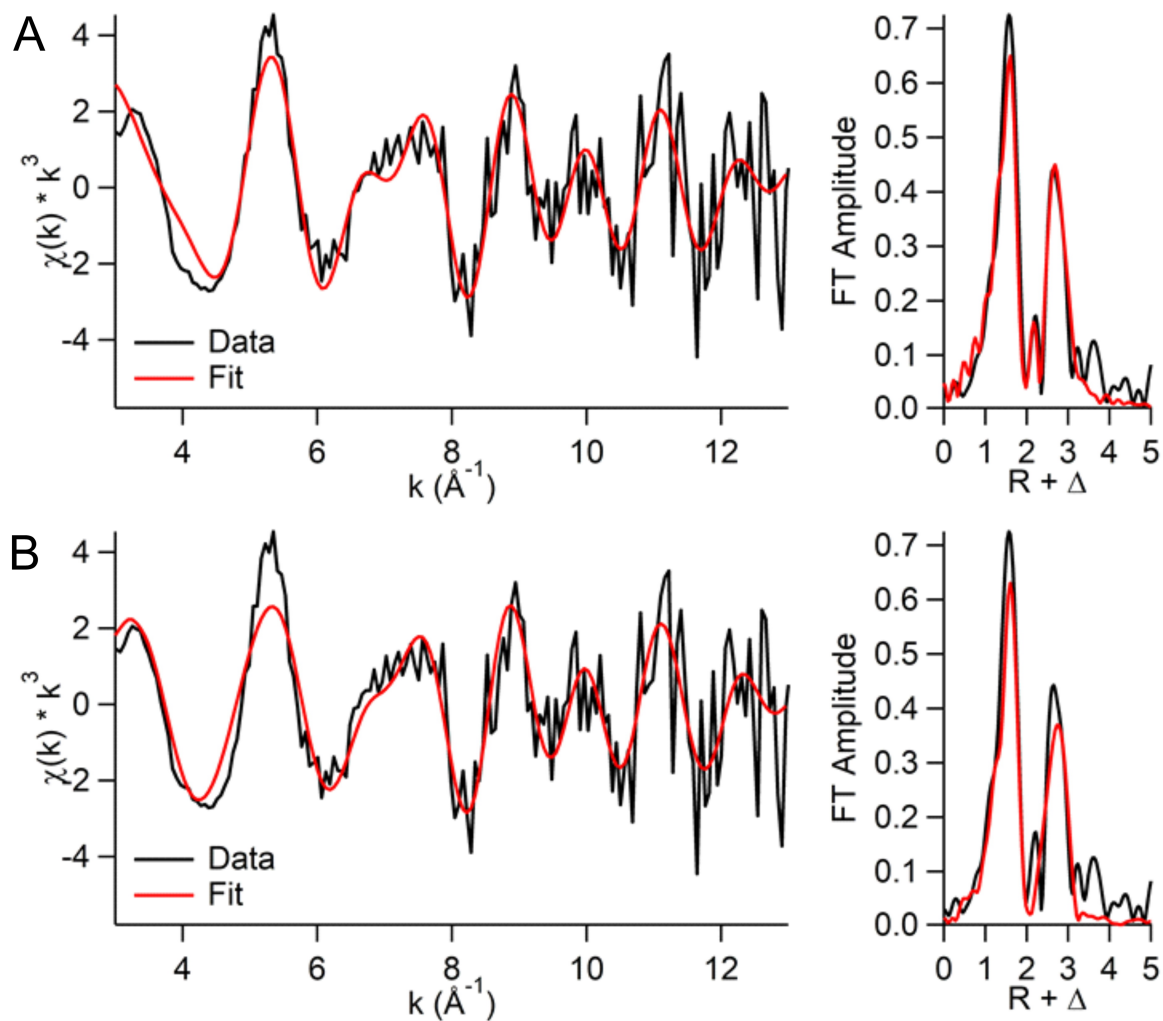 A
4
2
0
-2
-4
χ(k) * k³
Data
Fit
4 6 8 10 12
k (Å⁻¹)
0.7
0.6
0.5
0.4
0.3
0.2
0.1
0.0
FT Amplitude
0 1 2 3 4 5
R + Δ
B
4
2
0
-2
-4
χ(k) * k³
Data
Fit
4 6 8 10 12
k (Å⁻¹)
0.7
0.6
0.5
0.4
0.3
0.2
0.1
0.0
FT Amplitude
0 1 2 3 4 5
R + Δ